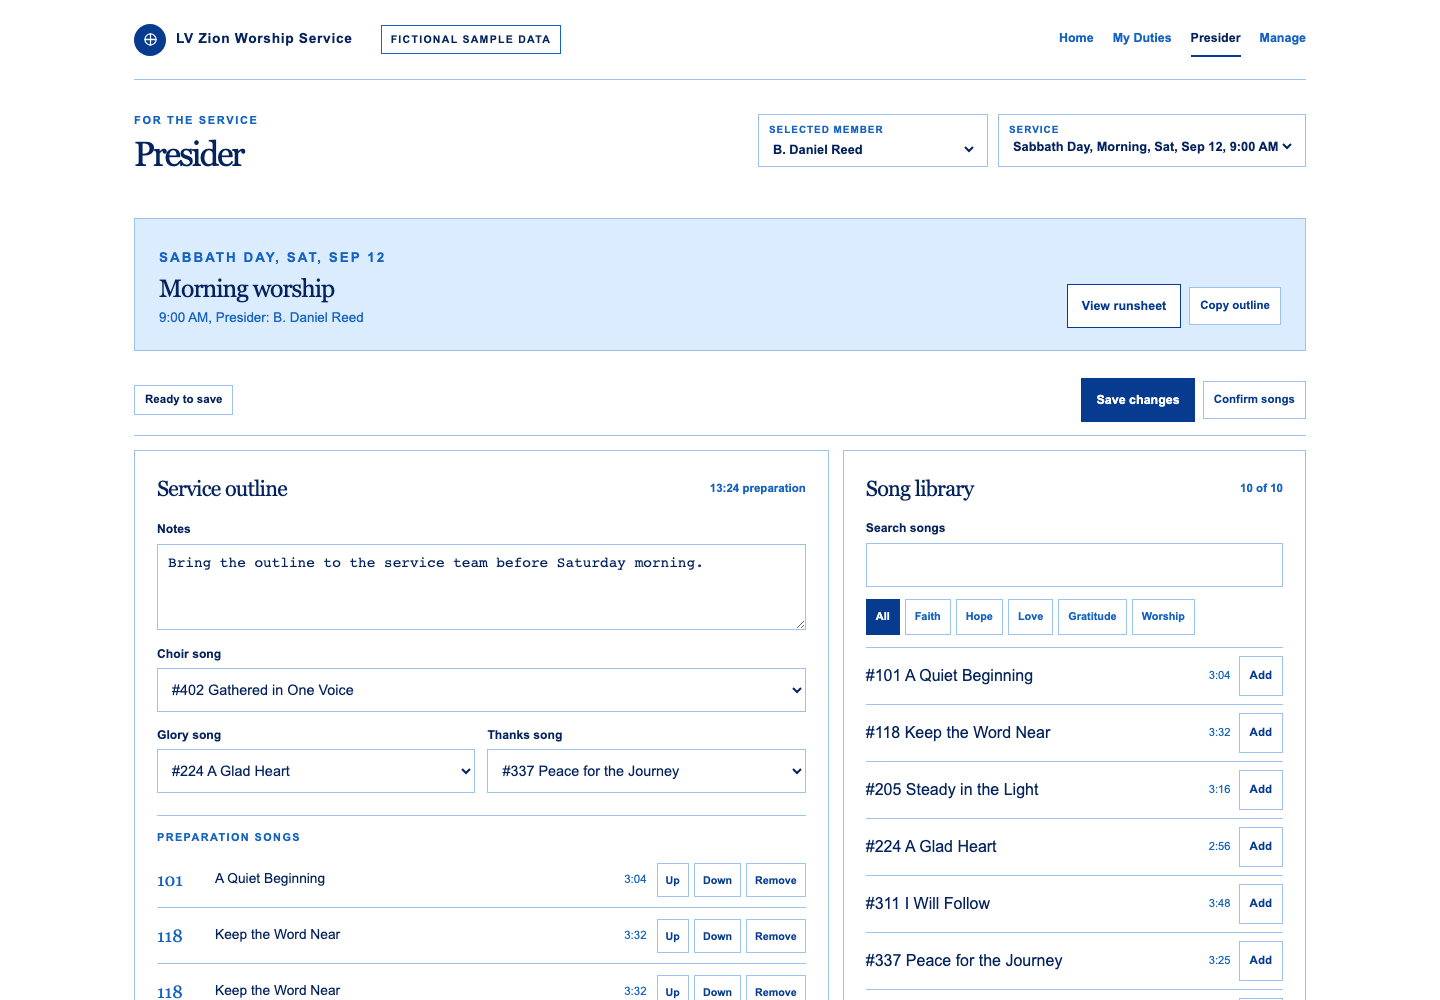 LV Zion Worship Service
FICTIONAL SAMPLE DATA
Home
My Duties
Presider
Manage
FOR THE SERVICE
Presider
SELECTED MEMBER
B. Daniel Reed
SERVICE
Sabbath Day, Morning, Sat, Sep 12, 9:00 AM
SABBATH DAY, SAT, SEP 12
Morning worship
9:00 AM, Presider: B. Daniel Reed
View runsheet
Copy outline
Ready to save
Save changes
Confirm songs
Service outline
13:24 preparation
Notes
Bring the outline to the service team before Saturday morning.
Choir song
#402 Gathered in One Voice
Glory song
#224 A Glad Heart
Thanks song
#337 Peace for the Journey
PREPARATION SONGS
101 A Quiet Beginning 3:04 Up Down Remove
118 Keep the Word Near 3:32 Up Down Remove
118 Keep the Word Near 3:32 Up Down Remove
Song library
10 of 10
Search songs
All Faith Hope Love Gratitude Worship
#101 A Quiet Beginning 3:04 Add
#118 Keep the Word Near 3:32 Add
#205 Steady in the Light 3:16 Add
#224 A Glad Heart 2:56 Add
#311 I Will Follow 3:48 Add
#337 Peace for the Journey 3:25 Add